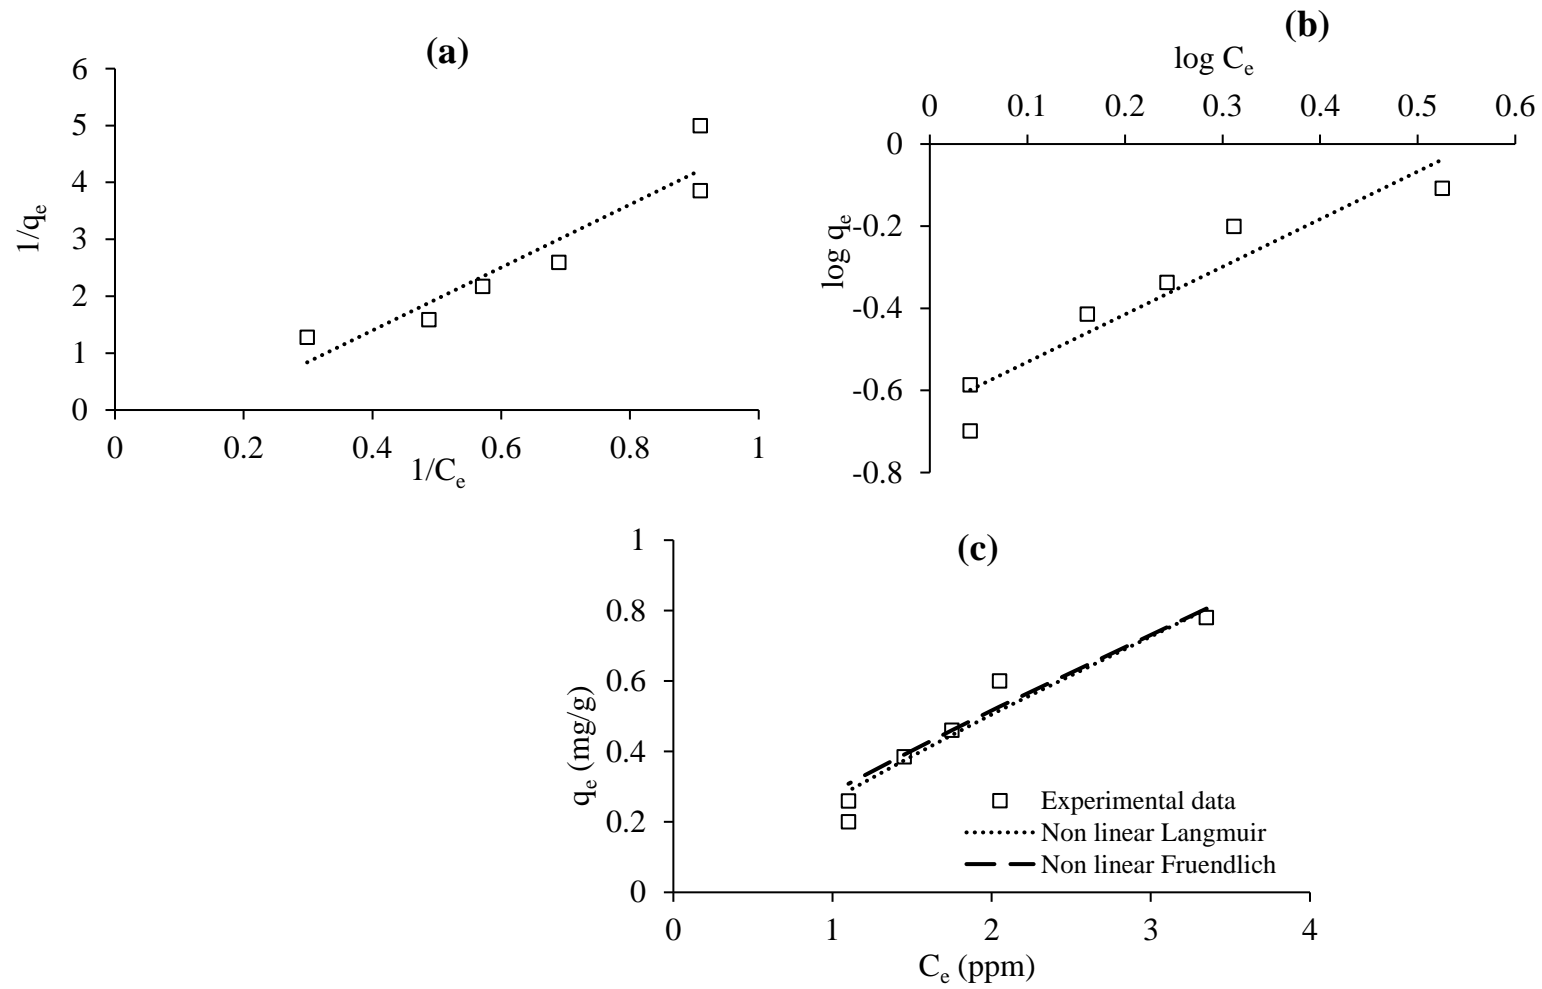 (a)
6
5
4
3
2
1
0
1/qe
0 0.2 0.4 0.6 0.8 1
1/Ce
(b)
log Ce
0 0.1 0.2 0.3 0.4 0.5 0.6
0
-0.2
-0.4
-0.6
-0.8
log qe
(c)
1
0.8
0.6
0.4
0.2
0
qe (mg/g)
Experimental data
Non linear Langmuir
Non linear Fruendlich
0 1 2 3 4
Ce (ppm)